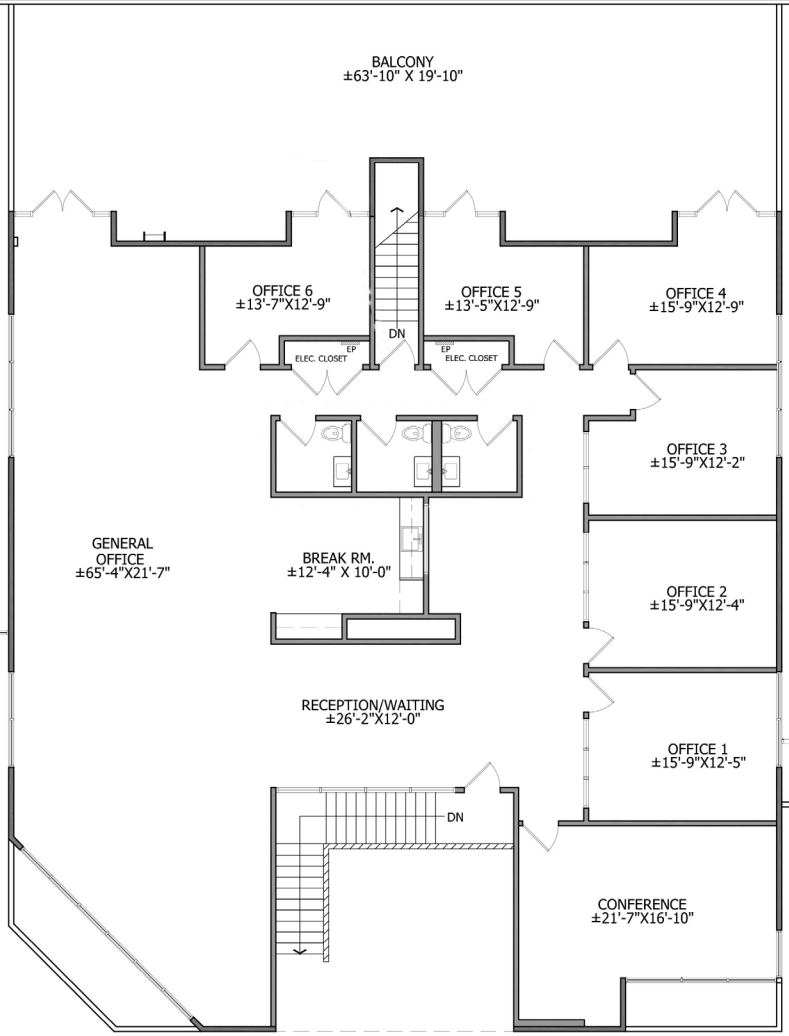 BALCONY
±63'-10" X 19'-10"
OFFICE 6
±13'-7"X12'-9"
OFFICE 5
±13'-5"X12'-9"
OFFICE 4
±15'-9"X12'-9"
DN
EP
ELEC. CLOSET
EP
ELEC. CLOSET
OFFICE 3
±15'-9"X12'-2"
GENERAL
OFFICE
±65'-4"X21'-7"
BREAK RM.
±12'-4" X 10'-0"
OFFICE 2
±15'-9"X12'-4"
RECEPTION/WAITING
±26'-2"X12'-0"
OFFICE 1
±15'-9"X12'-5"
DN
CONFERENCE
±21'-7"X16'-10"